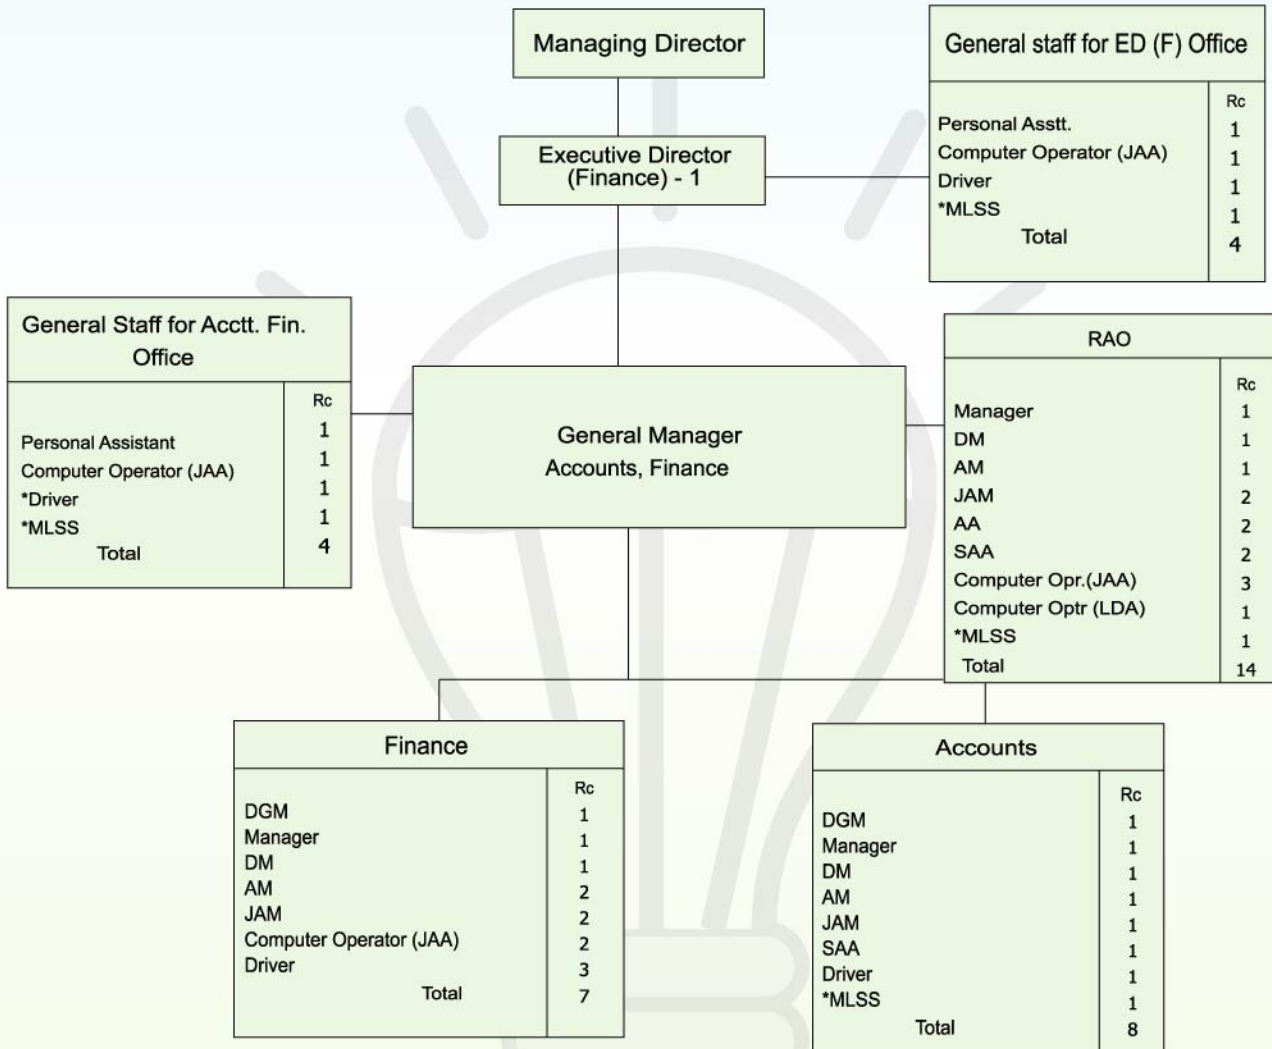 Managing Director
Executive Director
(Finance) - 1
General staff for ED (F) Office
Rc
Personal Asstt. 1
Computer Operator (JAA) 1
Driver 1
*MLSS 1
Total 4
General Staff for Acctt. Fin.
Office
Rc
Personal Assistant 1
Computer Operator (JAA) 1
*Driver 1
*MLSS 1
Total 4
General Manager
Accounts, Finance
RAO
Rc
Manager 1
DM 1
AM 1
JAM 2
AA 2
SAA 2
Computer Opr.(JAA) 3
Computer Optr (LDA) 1
*MLSS 1
Total 14
Finance
Rc
DGM 1
Manager 1
DM 1
AM 2
JAM 2
Computer Operator (JAA) 2
Driver 3
Total 7
Accounts
Rc
DGM 1
Manager 1
DM 1
AM 1
JAM 1
SAA 1
Driver 1
*MLSS 1
Total 8